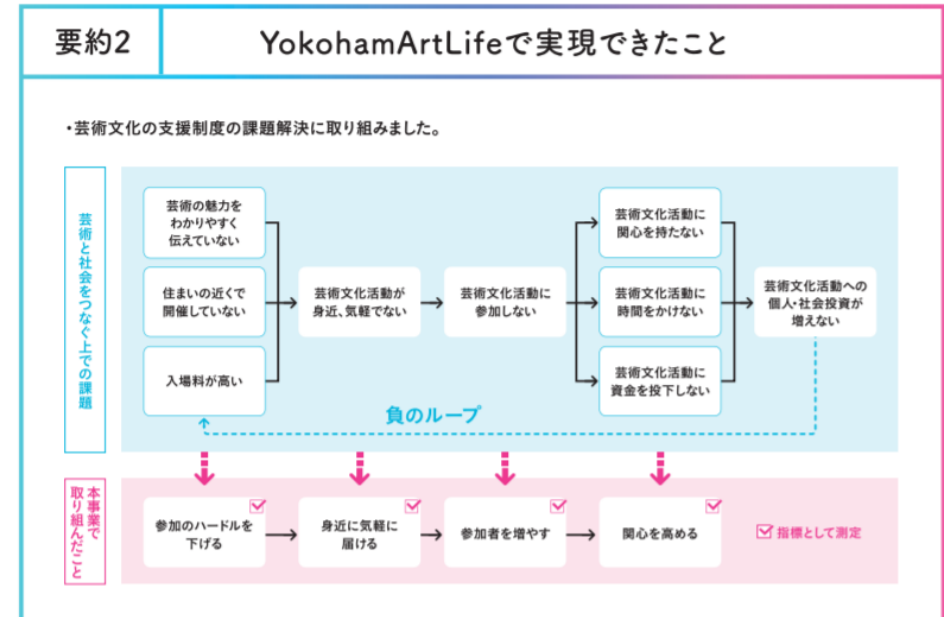 要約2
YokohamArtLifeで実現できたこと
・芸術文化の支援制度の課題解決に取り組みました。
芸術と社会をつなぐ上での課題
芸術の魅力を
わかりやすく
伝えていない
住まいの近くで
開催していない
入場料が高い
芸術文化活動が
身近、気軽でない
芸術文化活動に
参加しない
芸術文化活動に
関心を持たない
芸術文化活動に
時間をかけない
芸術文化活動に
資金を投下しない
芸術文化活動への
個人・社会投資が
増えない
負のループ
本事業で
取り組んだこと
参加のハードルを
下げる
身近に気軽に
届ける
参加者を増やす
関心を高める
指標として測定